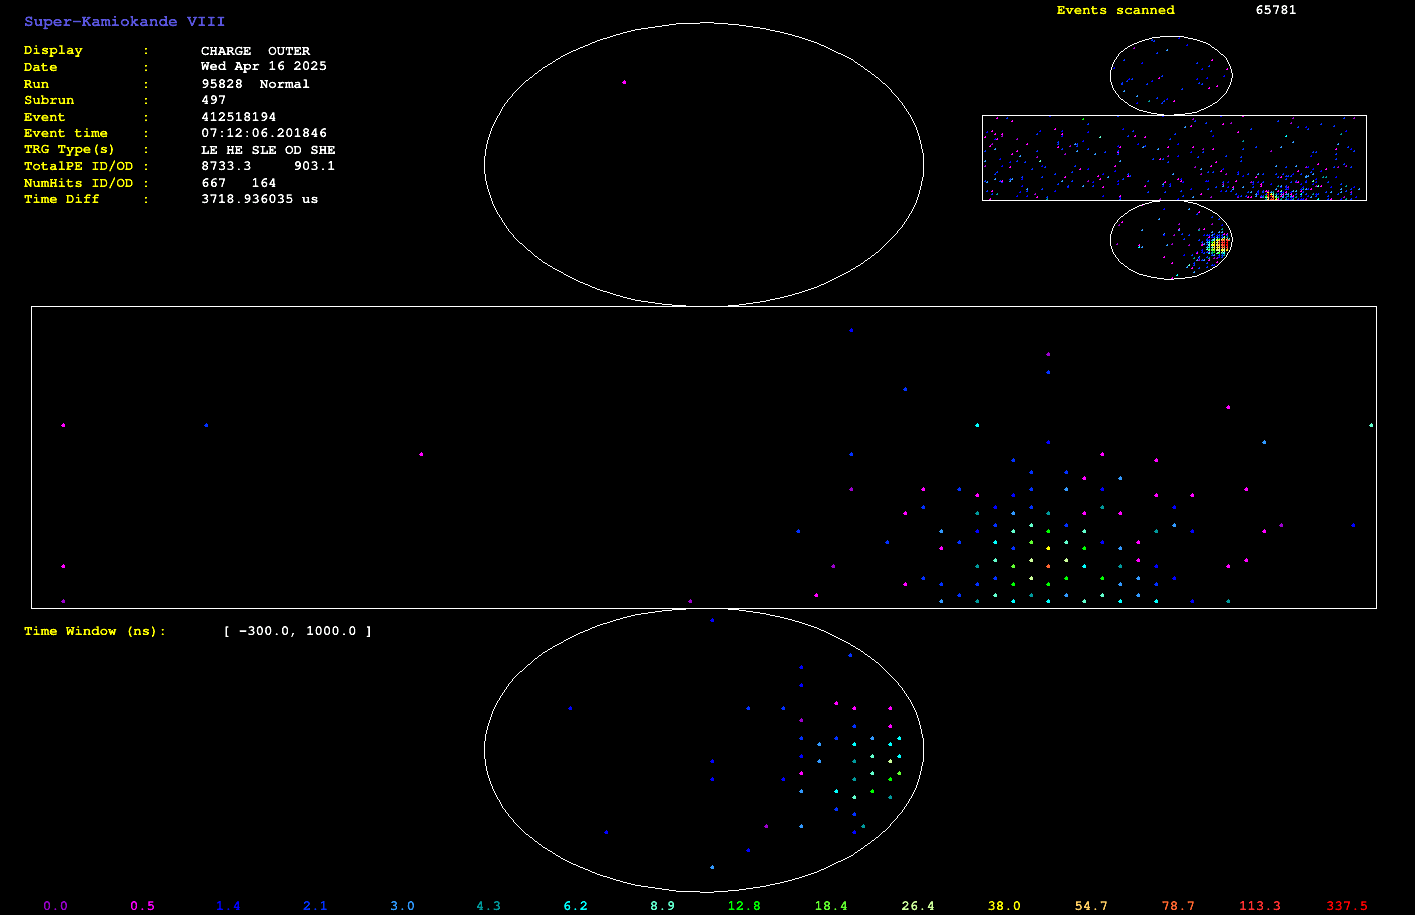 Super-Kamiokande VIII
Display : CHARGE OUTER
Date : Wed Apr 16 2025
Run : 95828 Normal
Subrun : 497
Event : 412518194
Event time : 07:12:06.201846
TRG Type(s) : LE HE SLE OD SHE
TotalPE ID/OD : 8733.3 903.1
NumHits ID/OD : 667 164
Time Diff : 3718.936035 us
Events scanned 65781
Time Window (ns): [ -300.0, 1000.0 ]
0.0 0.5 1.4 2.1 3.0 4.3 6.2 8.9 12.8 18.4 26.4 38.0 54.7 78.7 113.3 337.5